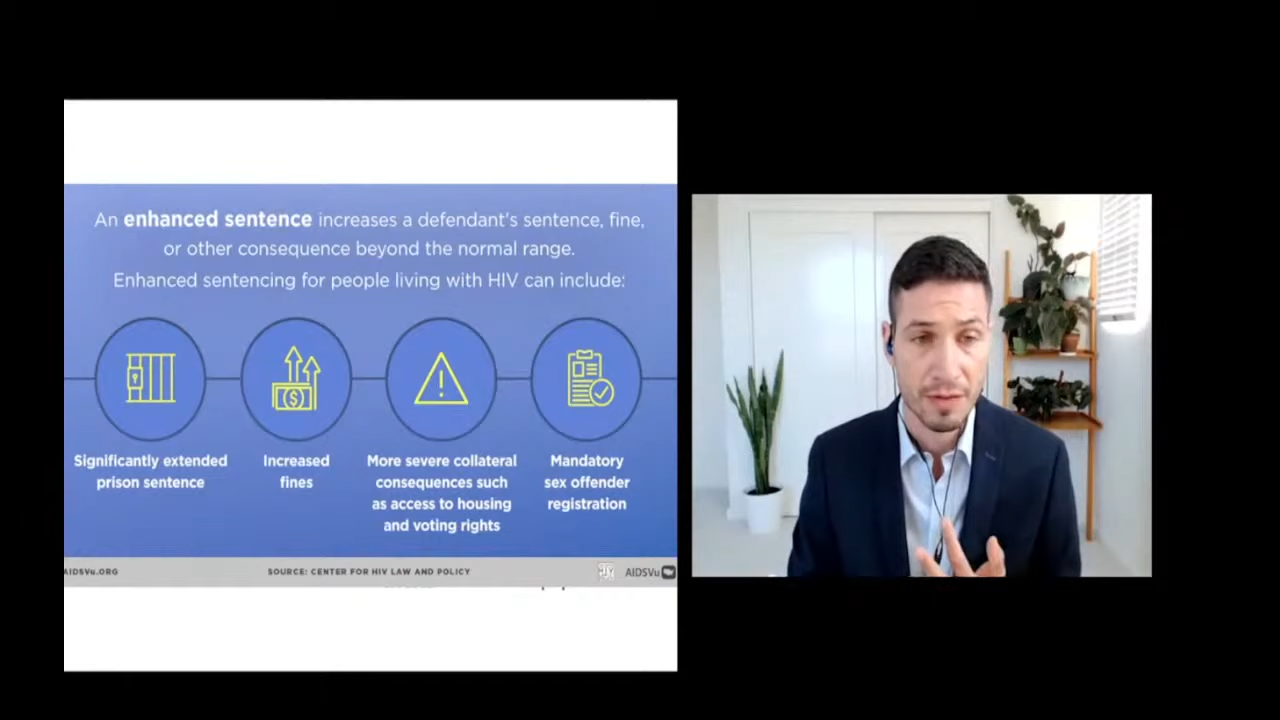 An enhanced sentence increases a defendant's sentence, fine,
or other consequence beyond the normal range.
Enhanced sentencing for people living with HIV can include:
$
Significantly extended
prison sentence
Increased
fines
More severe collateral
consequences such
as access to housing
and voting rights
Mandatory
sex offender
registration
AIDSVu.ORG
SOURCE: CENTER FOR HIV LAW AND POLICY
AIDSVu